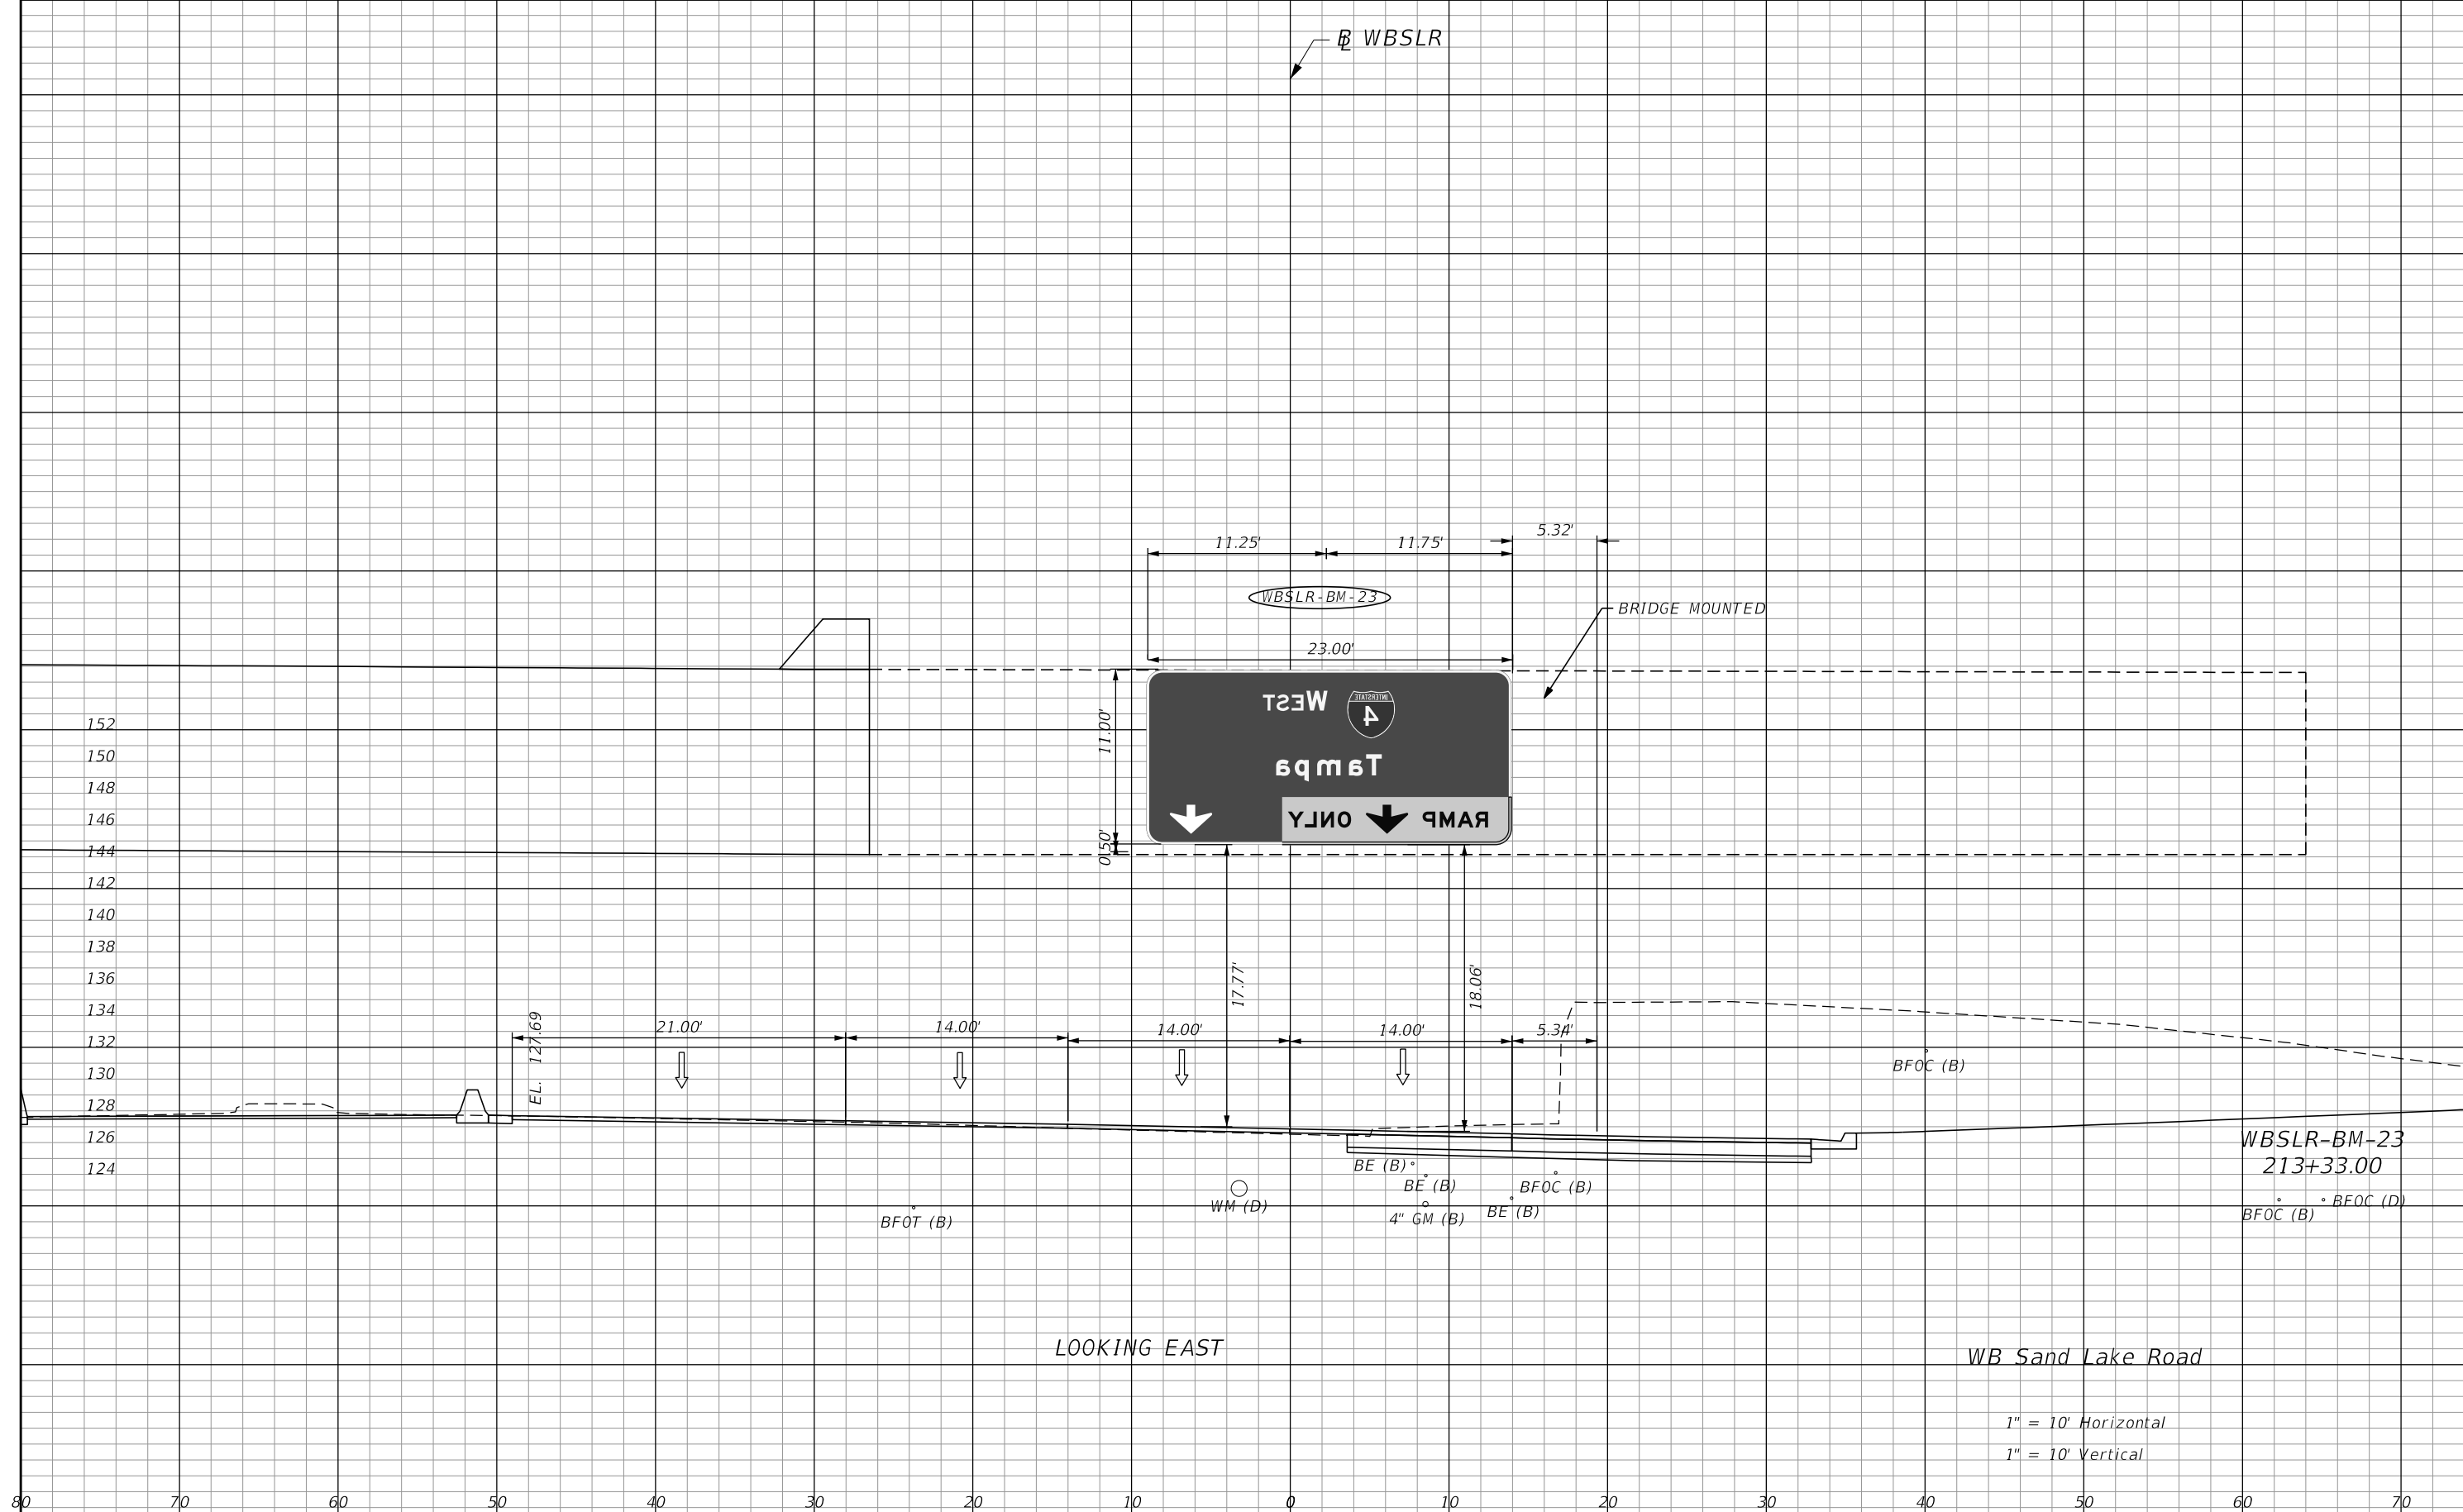 BL WBSLR
5.32'
11.25' 11.75'
WBSLR-BM-23
BRIDGE MOUNTED
23.00'
INTERSTATE
WEST 4
11.00'
Tampa
RAMP ONLY
0.50'
152
150
148
146
144
142
140
138
136
134
132
130
128
126
124
17.77'
18.06'
EL. 127.69
21.00' 14.00' 14.00' 14.00' 5.34'
BFOC (B)
WBSLR-BM-23
213+33.00
BE (B)
BE (B)
BFOC (B)
WM (D)
4" GM (B)
BE (B)
BFOT (B)
BFOC (B)
BFOC (D)
LOOKING EAST
WB Sand Lake Road
1" = 10' Horizontal
1" = 10' Vertical
80 70 60 50 40 30 20 10 0 10 20 30 40 50 60 70